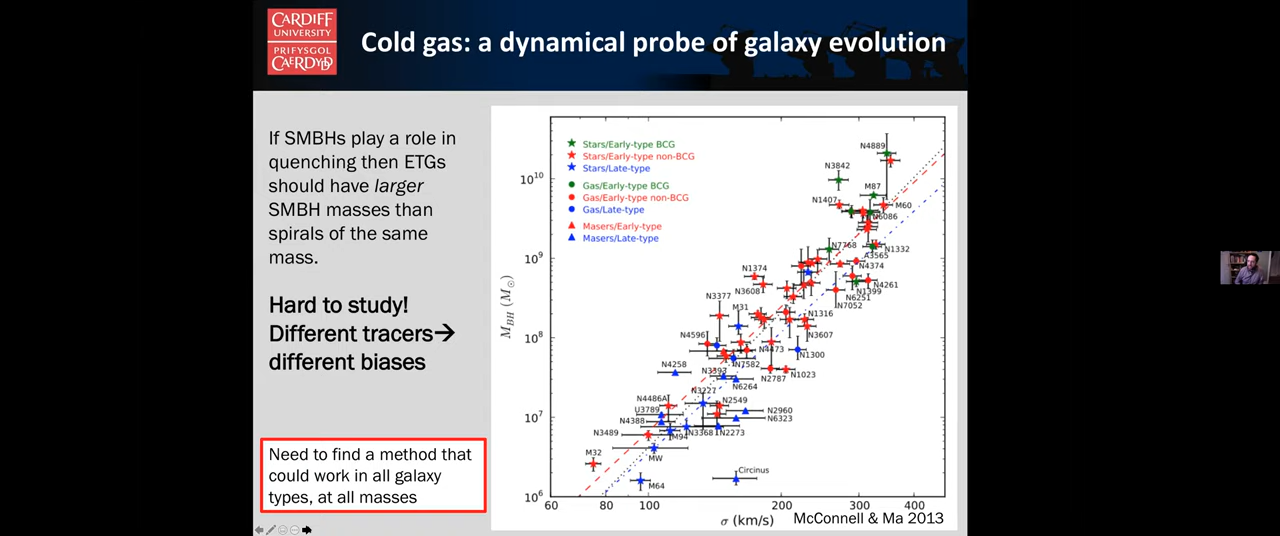 CARDIFF
UNIVERSITY
PRIFYSGOL
CAERDYDD
Cold gas: a dynamical probe of galaxy evolution
If SMBHs play a role in
quenching then ETGs
should have larger
SMBH masses than
spirals of the same
mass.
Hard to study!
Different tracers→
different biases
Need to find a method that
could work in all galaxy
types, at all masses
Stars/Early-type BCG
Stars/Early-type non-BCG
Stars/Late-type
Gas/Early-type BCG
Gas/Early-type non-BCG
Gas/Late-type
Masers/Early-type
Masers/Late-type
N4889
N3842
M87
N1407
M60
N6086
N7768
N1332
A3565
N1374
N4374
N3608
N4261
N1399
N6251
N3377
N7052
M31
N1316
N4596
N3607
N4473
N1300
N7582
N4258
N3393
N1023
N2787
N6264
N4486A
N3227
N2549
U3789
N2960
N4388
N6323
N3489
M94
N3368
N2273
M32
MW
Circinus
M64
10¹⁰
10⁹
10⁸
10⁷
10⁶
M_BH (M_⊙)
60 80 100 200 300 400
σ (km/s)
McConnell & Ma 2013